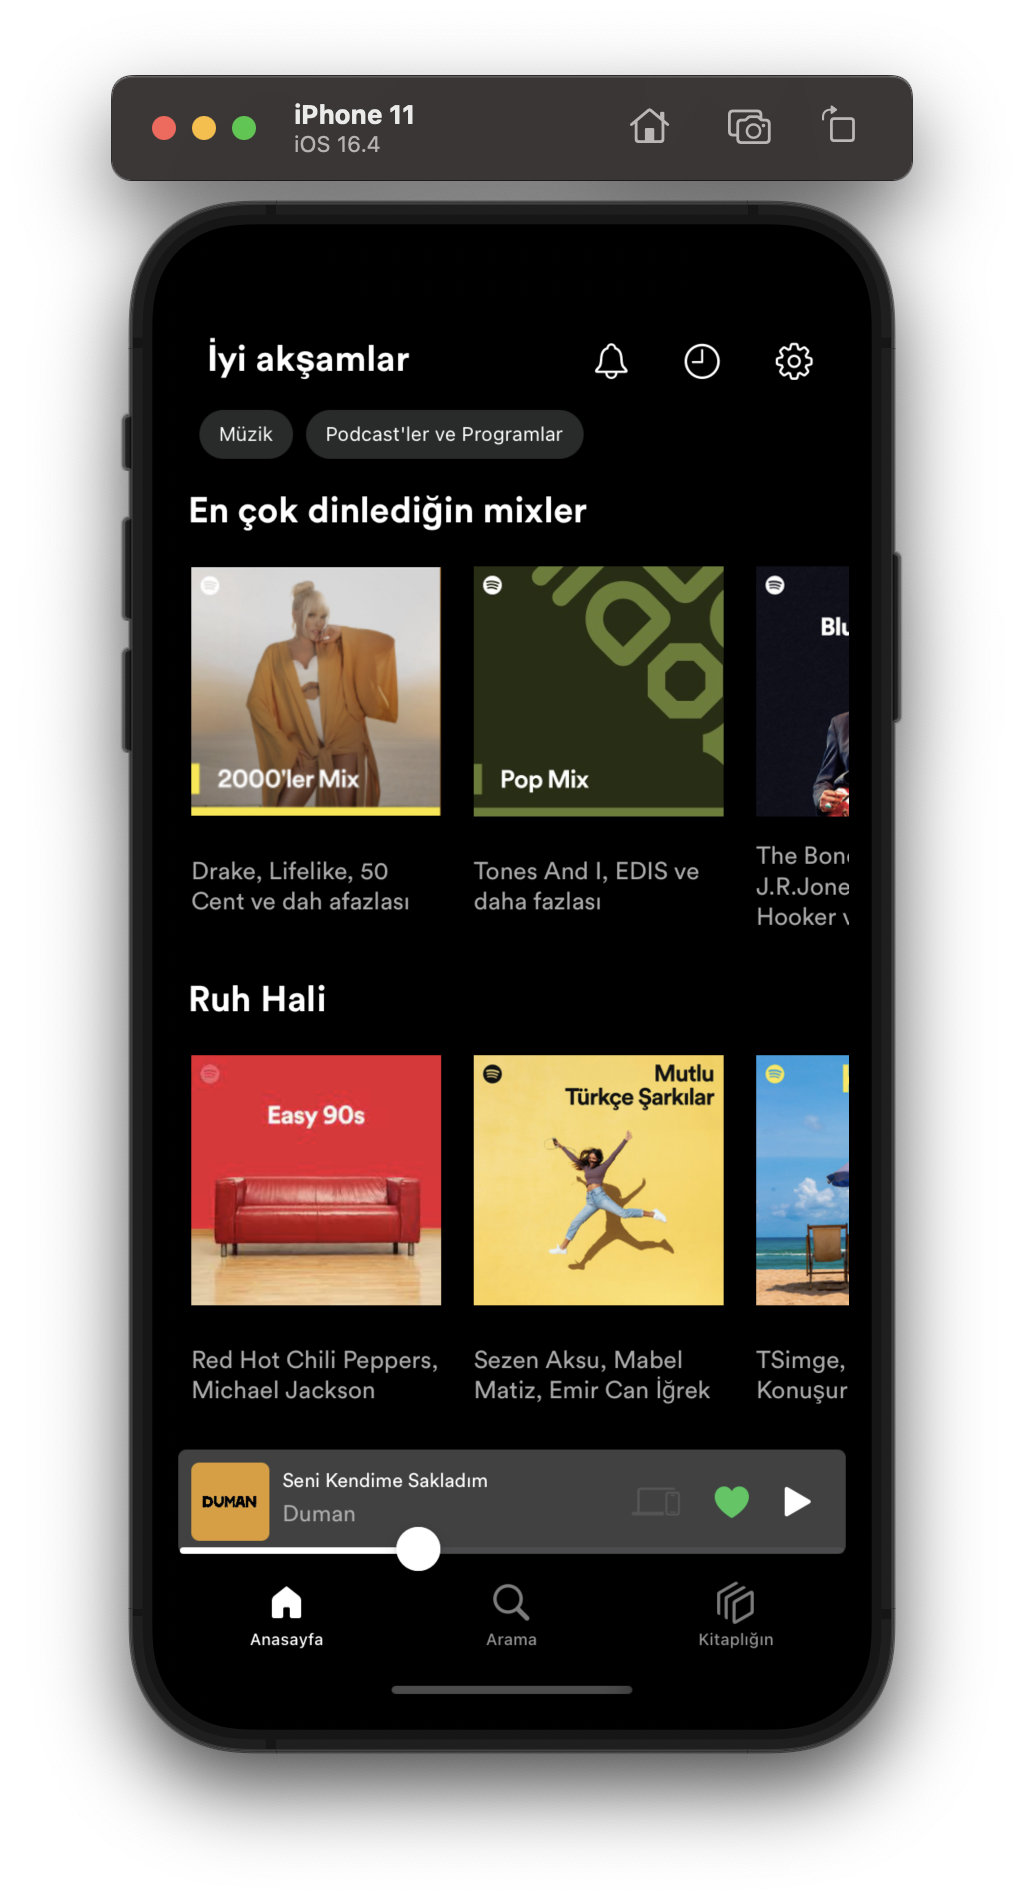 iPhone 11
iOS 16.4
İyi akşamlar
Müzik
Podcast'ler ve Programlar
En çok dinlediğin mixler
2000'ler Mix
Pop Mix
Blu
Drake, Lifelike, 50
Cent ve dah afazlası
Tones And I, EDIS ve
daha fazlası
The Bone
J.R.Jone
Hooker v
Ruh Hali
Easy 90s
Mutlu
Türkçe Şarkılar
Red Hot Chili Peppers,
Michael Jackson
Sezen Aksu, Mabel
Matiz, Emir Can İğrek
TSimge,
Konuşur
DUMAN
Seni Kendime Sakladım
Duman
Anasayfa
Arama
Kitaplığın